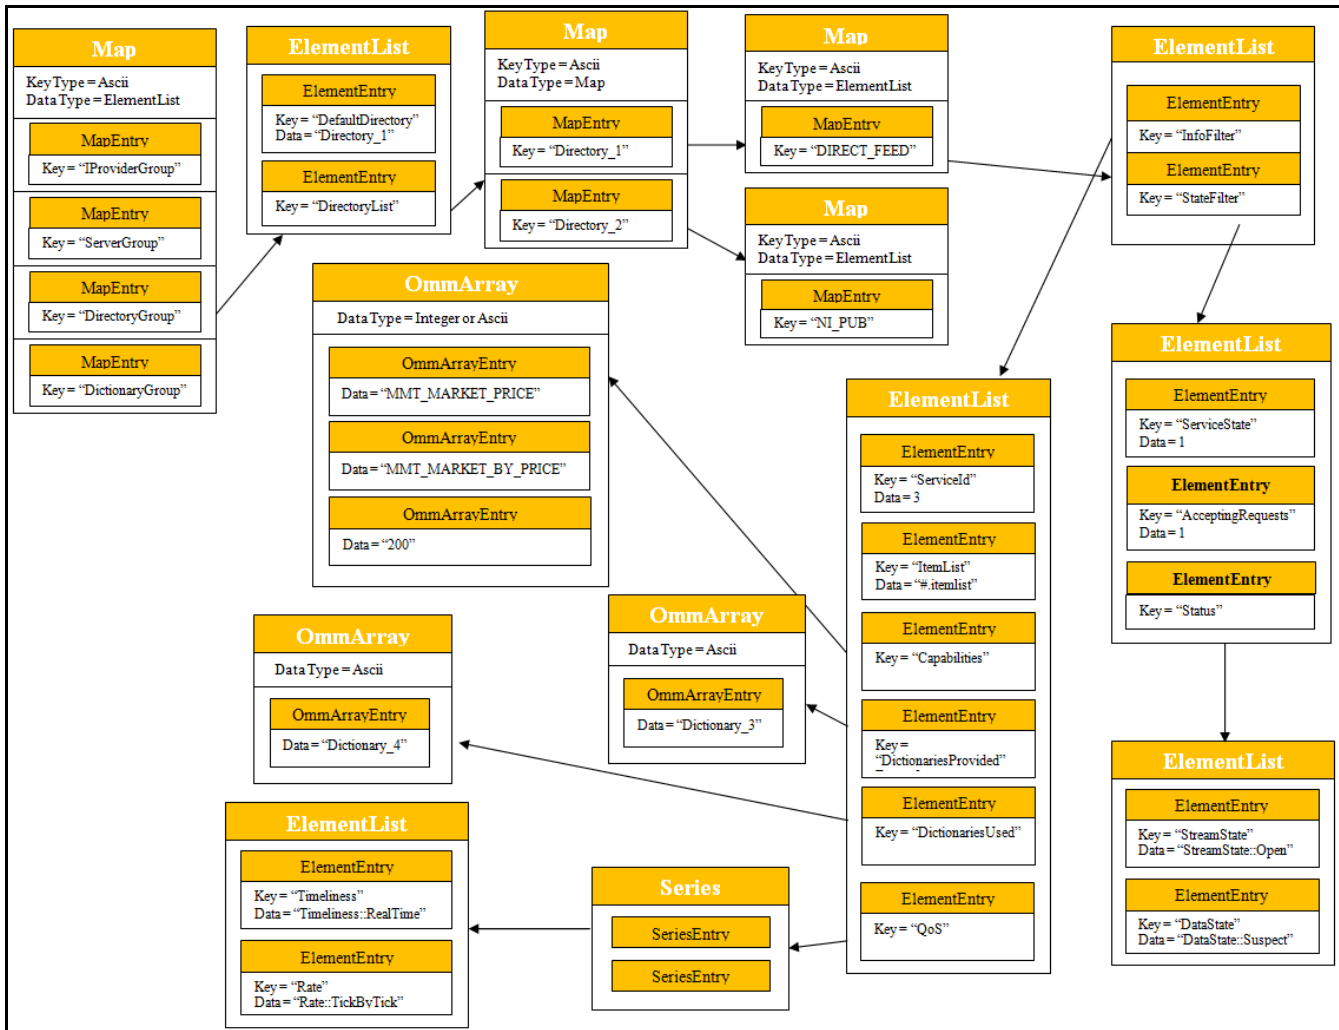 Map
KeyType = Ascii
DataType = ElementList
MapEntry
Key = “IProviderGroup”
MapEntry
Key = “ServerGroup”
MapEntry
Key = “DirectoryGroup”
MapEntry
Key = “DictionaryGroup”
ElementList
ElementEntry
Key = “DefaultDirectory”
Data = “Directory_1”
ElementEntry
Key = “DirectoryList”
Map
KeyType = Ascii
DataType = Map
MapEntry
Key = “Directory_1”
MapEntry
Key = “Directory_2”
Map
KeyType = Ascii
DataType = ElementList
MapEntry
Key = “DIRECT_FEED”
Map
KeyType = Ascii
DataType = ElementList
MapEntry
Key = “NI_PUB”
ElementList
ElementEntry
Key = “InfoFilter”
ElementEntry
Key = “StateFilter”
OmmArray
DataType = Integer or Ascii
OmmArrayEntry
Data = “MMT_MARKET_PRICE”
OmmArrayEntry
Data = “MMT_MARKET_BY_PRICE”
OmmArrayEntry
Data = “200”
ElementList
ElementEntry
Key = “ServiceId”
Data = 3
ElementEntry
Key = “ItemList”
Data = “#.itemlist”
ElementEntry
Key = “Capabilities”
ElementEntry
Key =
“DictionariesProvided”
ElementEntry
Key = “DictionariesUsed”
ElementEntry
Key = “QoS”
ElementList
ElementEntry
Key = “ServiceState”
Data = 1
ElementEntry
Key = “AcceptingRequests”
Data = 1
ElementEntry
Key = “Status”
OmmArray
DataType = Ascii
OmmArrayEntry
Data = “Dictionary_4”
OmmArray
DataType = Ascii
OmmArrayEntry
Data = “Dictionary_3”
ElementList
ElementEntry
Key = “Timeliness”
Data = “Timeliness::RealTime”
ElementEntry
Key = “Rate”
Data = “Rate::TickByTick”
Series
SeriesEntry
SeriesEntry
ElementList
ElementEntry
Key = “StreamState”
Data = “StreamState::Open”
ElementEntry
Key = “DataState”
Data = “DataState::Suspect”